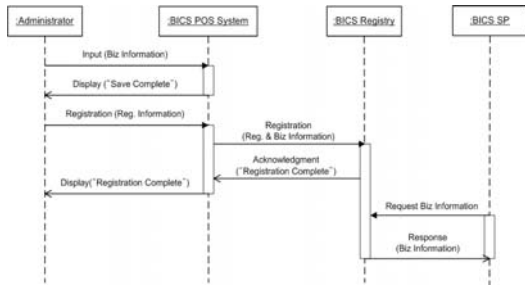 :Administrator
:BICS POS System
:BICS Registry
:BICS SP
Input (Biz Information)
Display ("Save Complete")
Registration (Reg. Information)
Registration
(Reg. & Biz Information)
Acknowledgment
("Registration Complete")
Display("Registration Complete")
Request Biz Information
Response
(Biz Information)